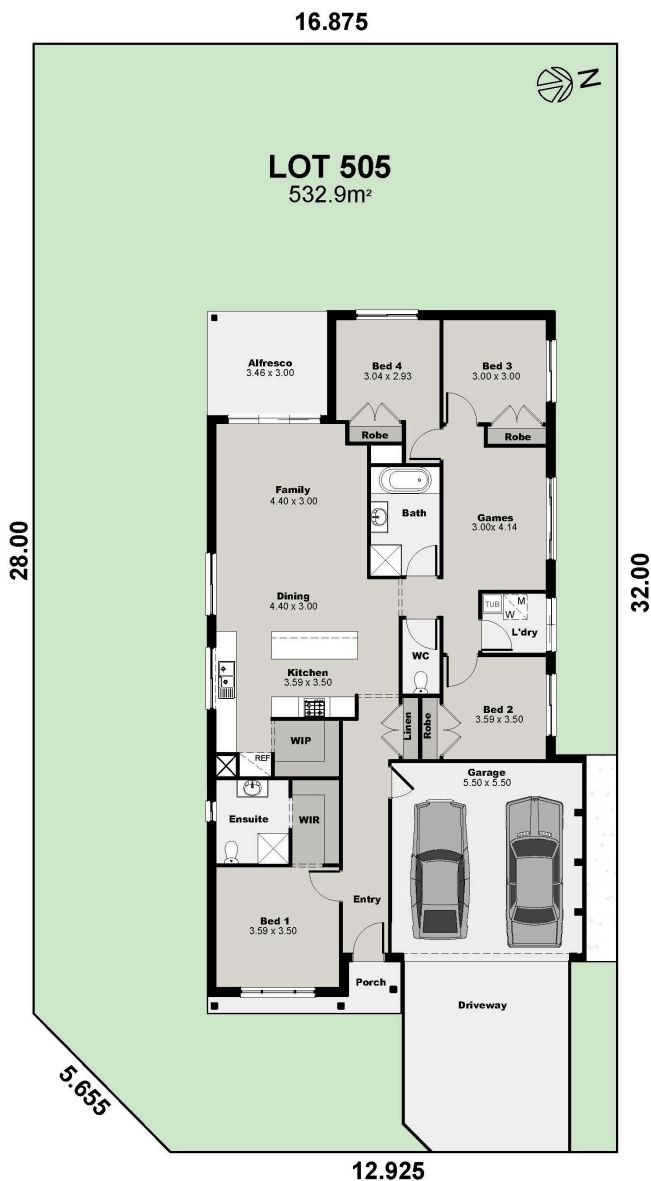 16.875
N
LOT 505
532.9m²
Alfresco
3.46 x 3.00
Bed 4
3.04 x 2.93
Bed 3
3.00 x 3.00
Robe
Robe
Family
4.40 x 3.00
Bath
Games
3.00x 4.14
28.00
32.00
Dining
4.40 x 3.00
TUB
M
W
L'dry
WC
Kitchen
3.59 x 3.50
Bed 2
3.59 x 3.50
Linen
Robe
WIP
REF
Garage
5.50 x 5.50
Ensuite
WIR
Entry
Bed 1
3.59 x 3.50
Porch
Driveway
5.655
12.925